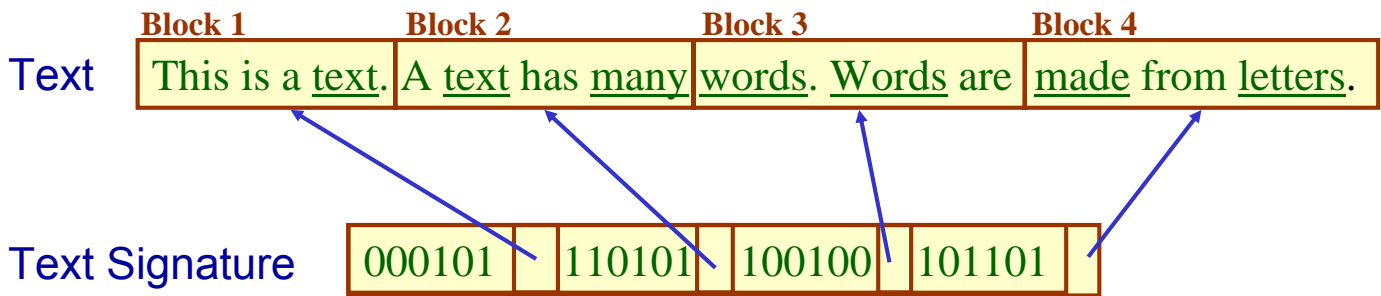 Block 1 Block 2 Block 3 Block 4
Text This is a text. A text has many words. Words are made from letters.
Text Signature 000101 110101 100100 101101